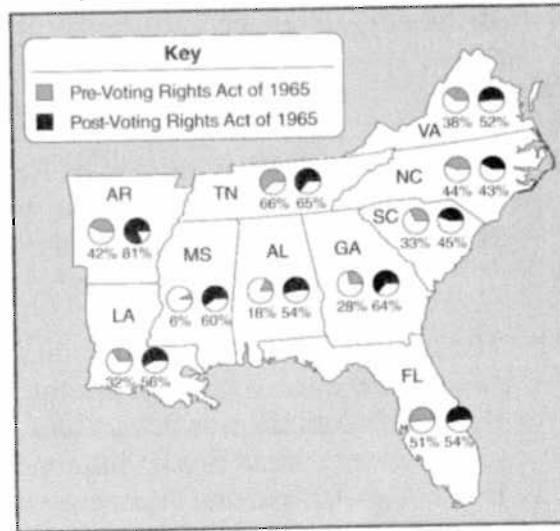 Key
Pre-Voting Rights Act of 1965
Post-Voting Rights Act of 1965
VA
38% 52%
AR
42% 81%
TN
66% 65%
NC
44% 43%
SC
33% 45%
MS
6% 60%
AL
18% 54%
GA
28% 64%
LA
32% 56%
FL
51% 54%